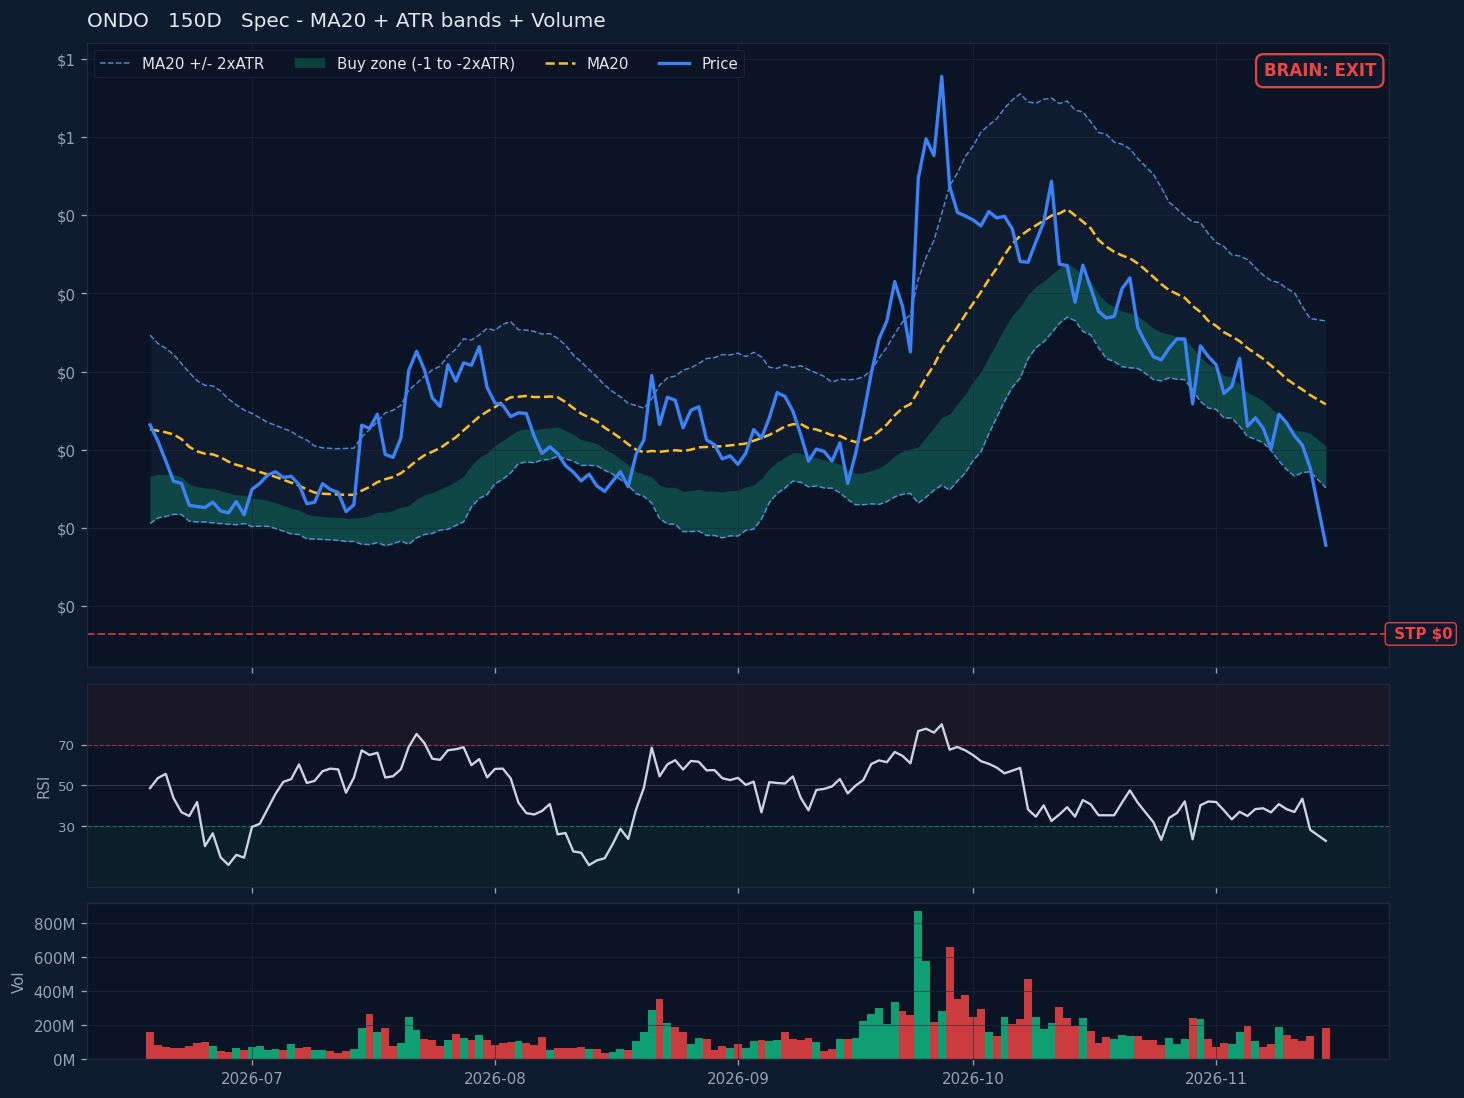 ONDO 150D Spec - MA20 + ATR bands + Volume
MA20 +/- 2xATR Buy zone (-1 to -2xATR) MA20 Price
BRAIN: EXIT
$1
$1
$0
$0
$0
$0
$0
$0
STP $0
RSI
70
50
30
Vol
800M
600M
400M
200M
0M
2026-07 2026-08 2026-09 2026-10 2026-11